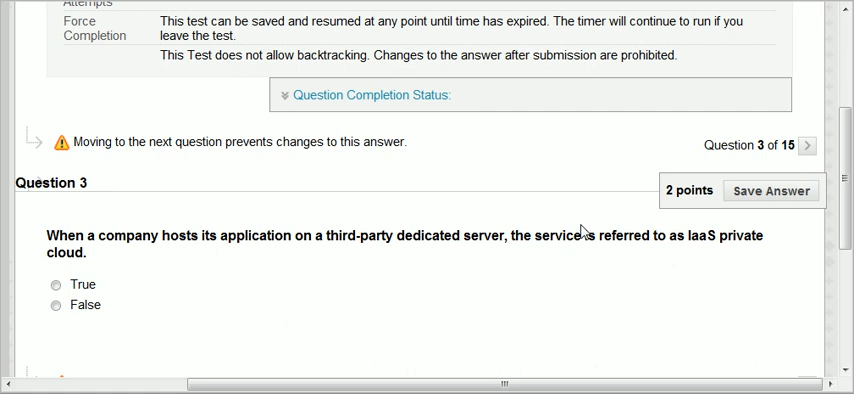 Attempts
Force This test can be saved and resumed at any point until time has expired. The timer will continue to run if you
Completion leave the test.
This Test does not allow backtracking. Changes to the answer after submission are prohibited.
Question Completion Status:
Moving to the next question prevents changes to this answer.
Question 3 of 15
Question 3
2 points Save Answer
When a company hosts its application on a third-party dedicated server, the service is referred to as IaaS private
cloud.
True
False